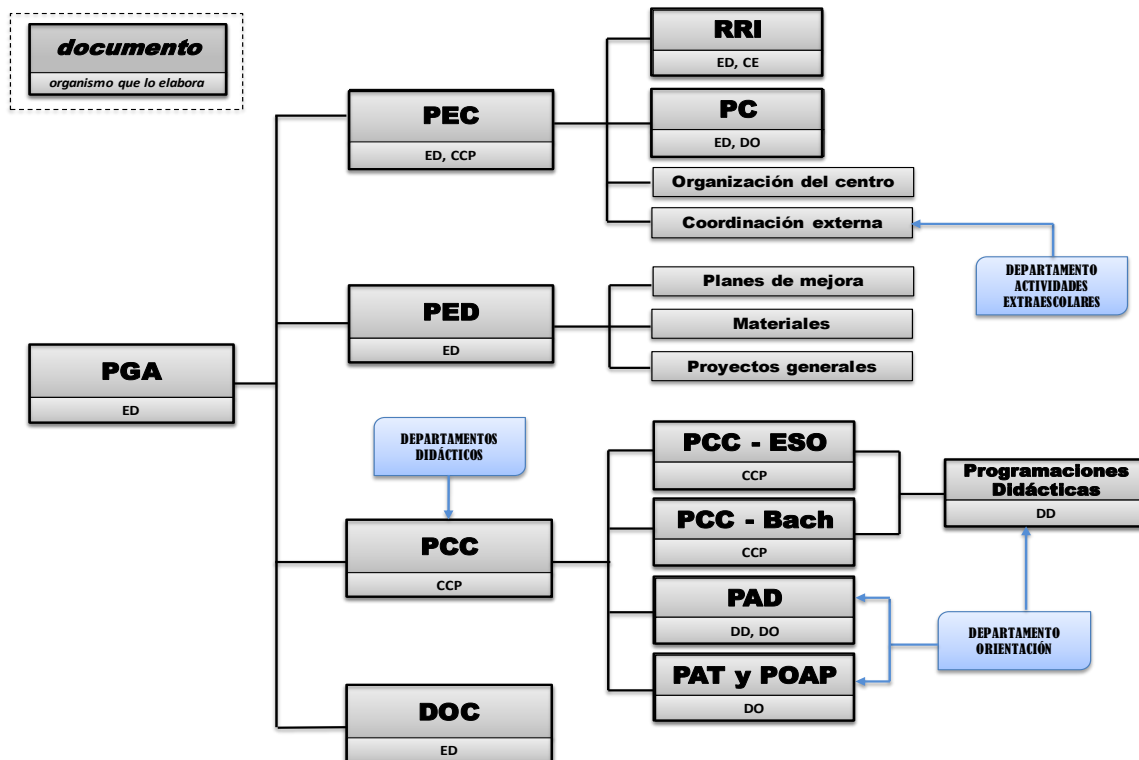 documento
organismo que lo elabora
RRI
ED, CE
PEC
ED, CCP
PC
ED, DO
Organización del centro
Coordinación externa
DEPARTAMENTO
ACTIVIDADES
EXTRAESCOLARES
PED
ED
Planes de mejora
Materiales
Proyectos generales
PGA
ED
DEPARTAMENTOS
DIDÁCTICOS
PCC
CCP
PCC - ESO
CCP
PCC - Bach
CCP
Programaciones
Didácticas
DD
PAD
DD, DO
DEPARTAMENTO
ORIENTACIÓN
PAT y POAP
DO
DOC
ED